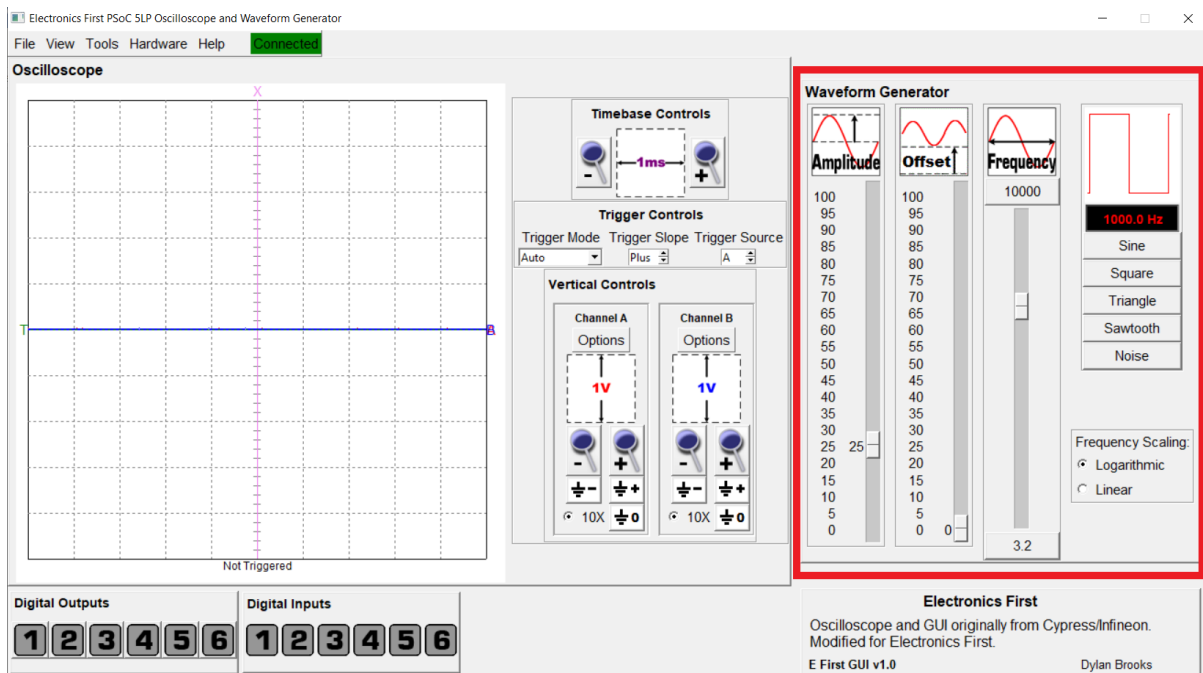 Electronics First PSoC 5LP Oscilloscope and Waveform Generator
File View Tools Hardware Help Connected
Oscilloscope
X
T
A
Not Triggered
Timebase Controls
-
1ms
+
Trigger Controls
Trigger Mode Trigger Slope Trigger Source
Auto Plus A
Vertical Controls
Channel A
Options
1V
- +
- +
10X 0
Channel B
Options
1V
- +
- +
10X 0
Waveform Generator
Amplitude
100
95
90
85
80
75
70
65
60
55
50
45
40
35
30
25 25
20
15
10
5
0
Offset
100
95
90
85
80
75
70
65
60
55
50
45
40
35
30
25
20
15
10
5
0 0
Frequency
10000
3.2
1000.0 Hz
Sine
Square
Triangle
Sawtooth
Noise
Frequency Scaling:
Logarithmic
Linear
Digital Outputs
1 2 3 4 5 6
Digital Inputs
1 2 3 4 5 6
Electronics First
Oscilloscope and GUI originally from Cypress/Infineon.
Modified for Electronics First.
E First GUI v1.0 Dylan Brooks